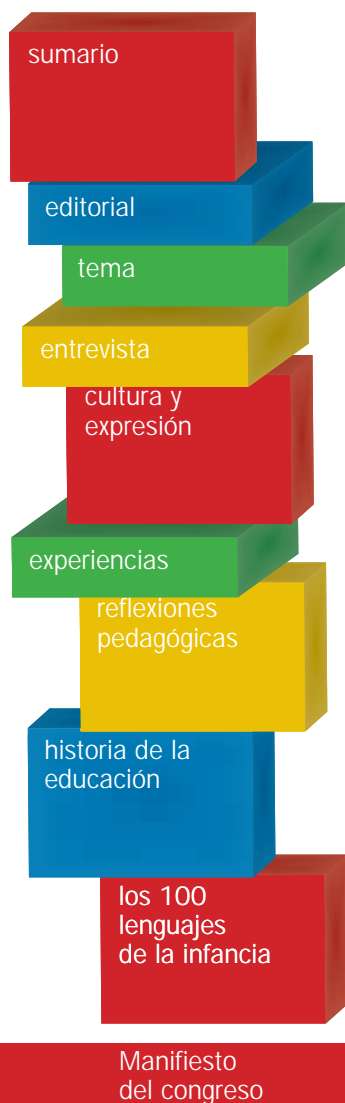 sumario
editorial
tema
entrevista
cultura y
expresión
experiencias
reflexiones
pedagógicas
historia de la
educación
los 100
lenguajes
de la infancia
Manifiesto
del congreso